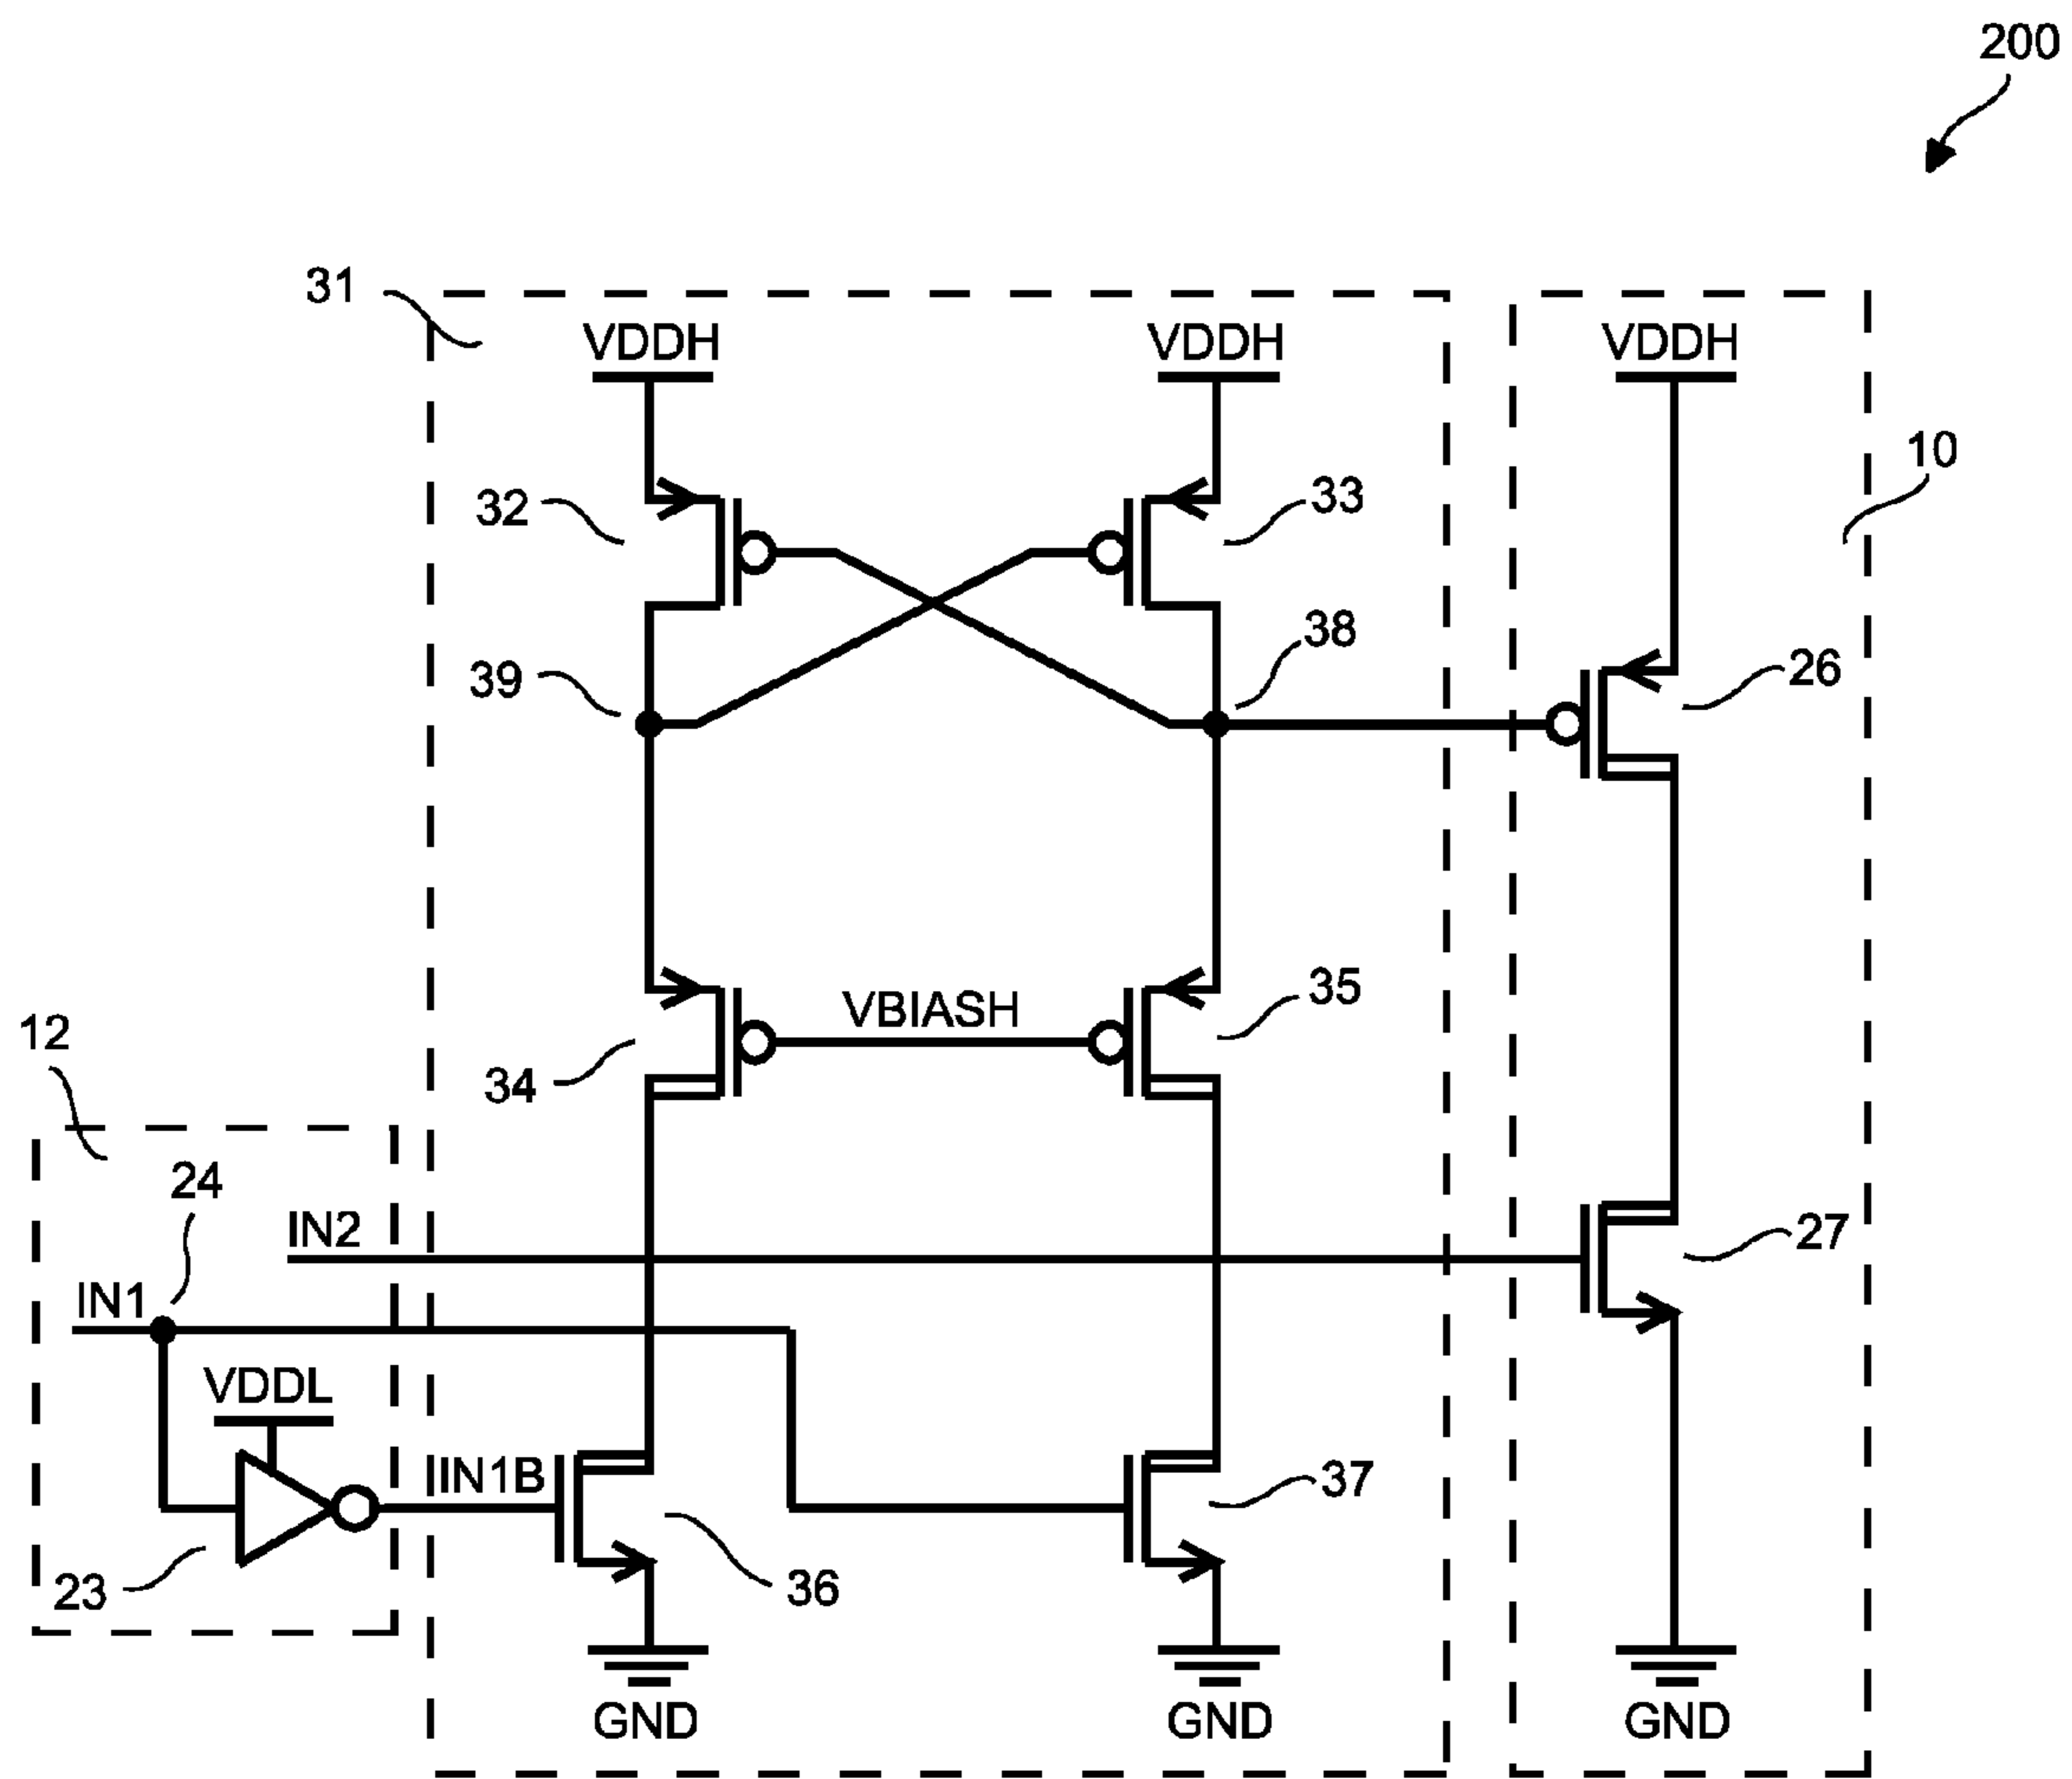 200
31
VDDH
VDDH
VDDH
10
32
33
38
39
26
VBIASH
35
34
12
24
IN2
27
IN1
VDDL
IN1B
37
23
36
GND
GND
GND